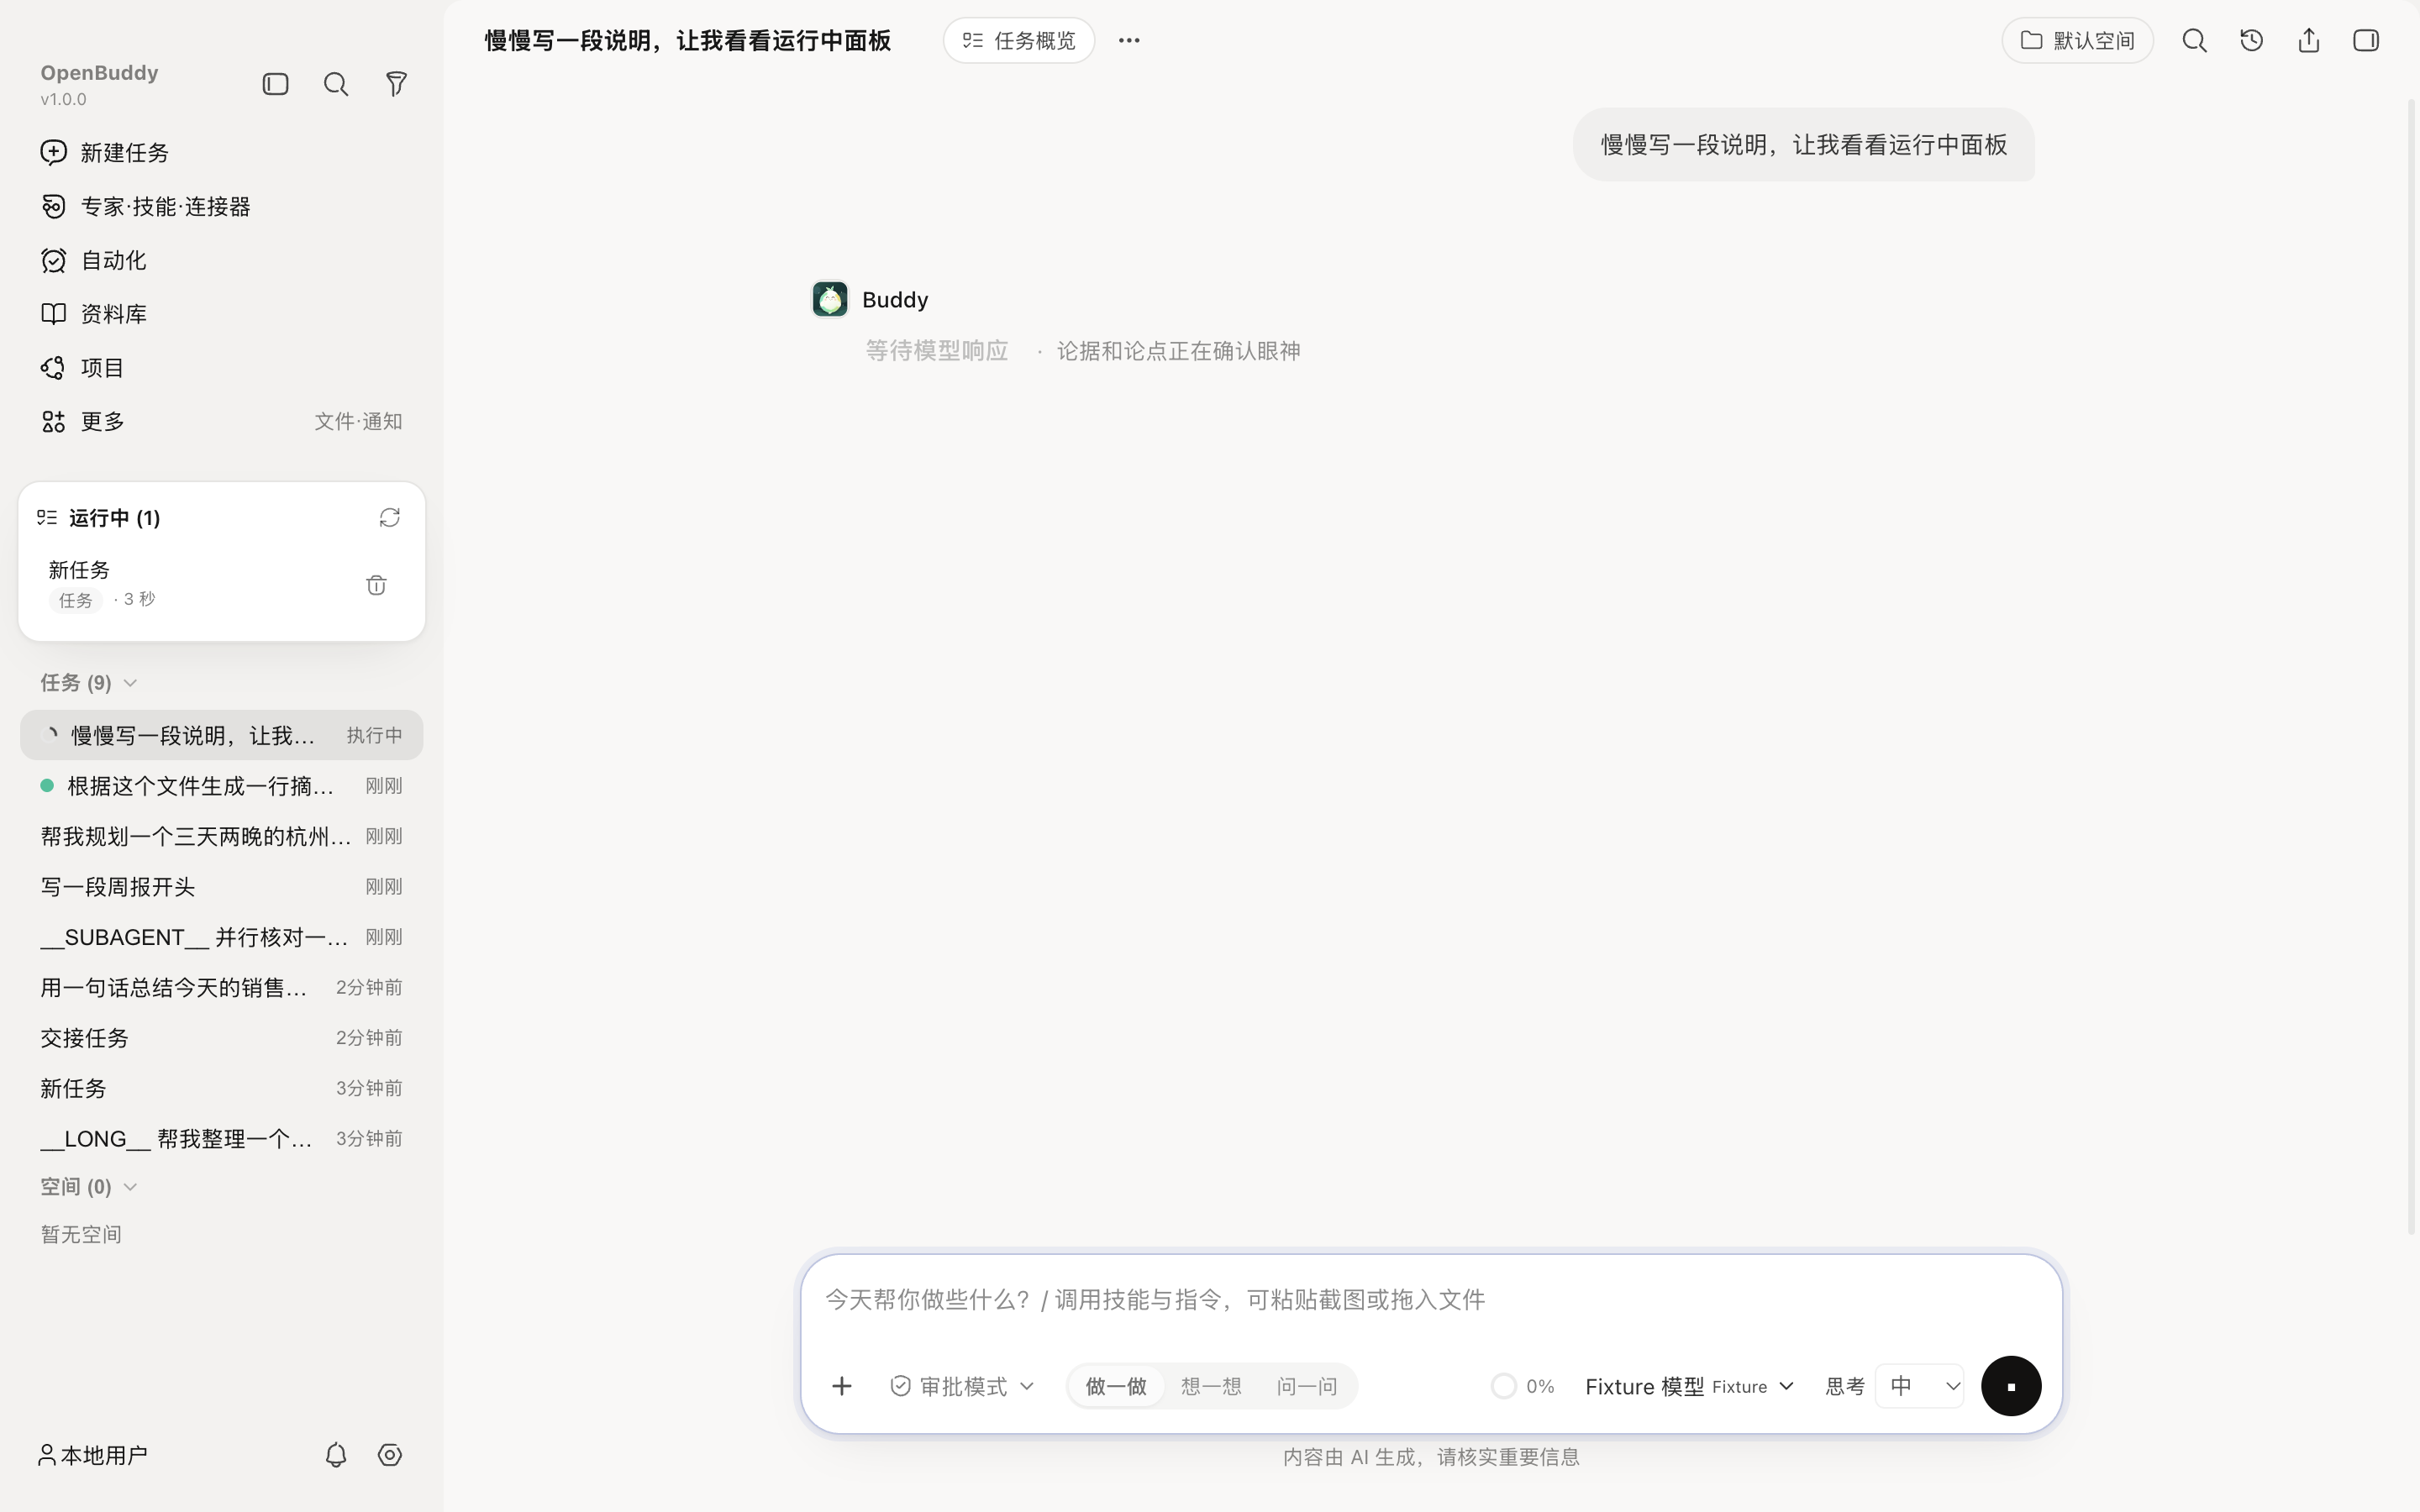 OpenBuddy
v1.0.0
新建任务
专家·技能·连接器
自动化
资料库
项目
更多 文件·通知
运行中 (1)
新任务
任务 · 3 秒
任务 (9)
慢慢写一段说明，让我... 执行中
根据这个文件生成一行摘... 刚刚
帮我规划一个三天两晚的杭州... 刚刚
写一段周报开头 刚刚
__SUBAGENT__ 并行核对一... 刚刚
用一句话总结今天的销售... 2分钟前
交接任务 2分钟前
新任务 3分钟前
__LONG__ 帮我整理一个... 3分钟前
空间 (0)
暂无空间
本地用户
慢慢写一段说明，让我看看运行中面板 任务概览 默认空间
慢慢写一段说明，让我看看运行中面板
Buddy
等待模型响应 · 论据和论点正在确认眼神
今天帮你做些什么？/ 调用技能与指令，可粘贴截图或拖入文件
审批模式 做一做 想一想 问一问 0% Fixture 模型 Fixture 思考 中
内容由 AI 生成，请核实重要信息